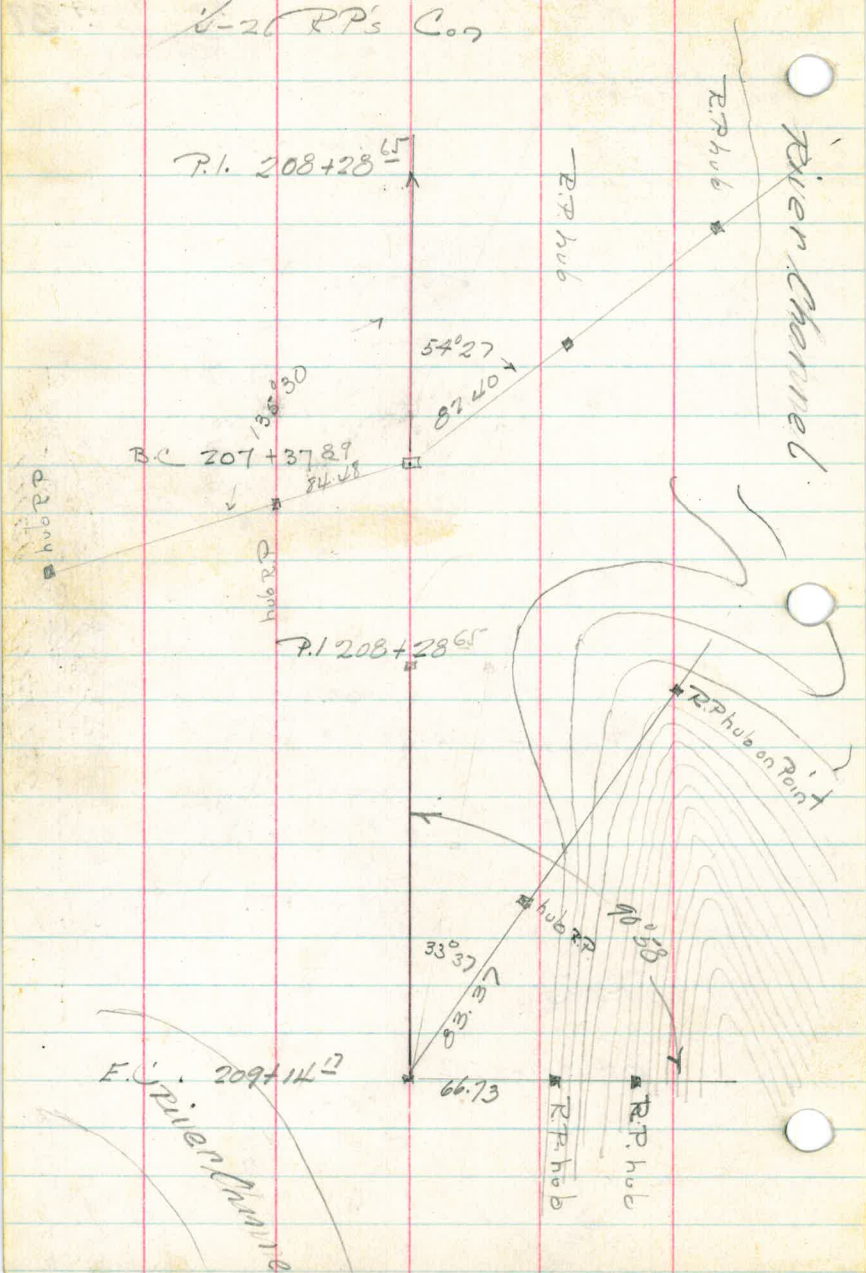 R.P's Con
P.I. 208+28 65
R.P. hub
R.P. hub
River Channel
54°27
87.40
135°30
B.C 207+37 89
84.48
hub R.P
hub R.P
P.I 208+28 65
R.P hub on Point
hub R.P
90°58
33°37
83.37
E.C. 209+14 17
66.73
R.P. hub
R.P. hub
River Channel